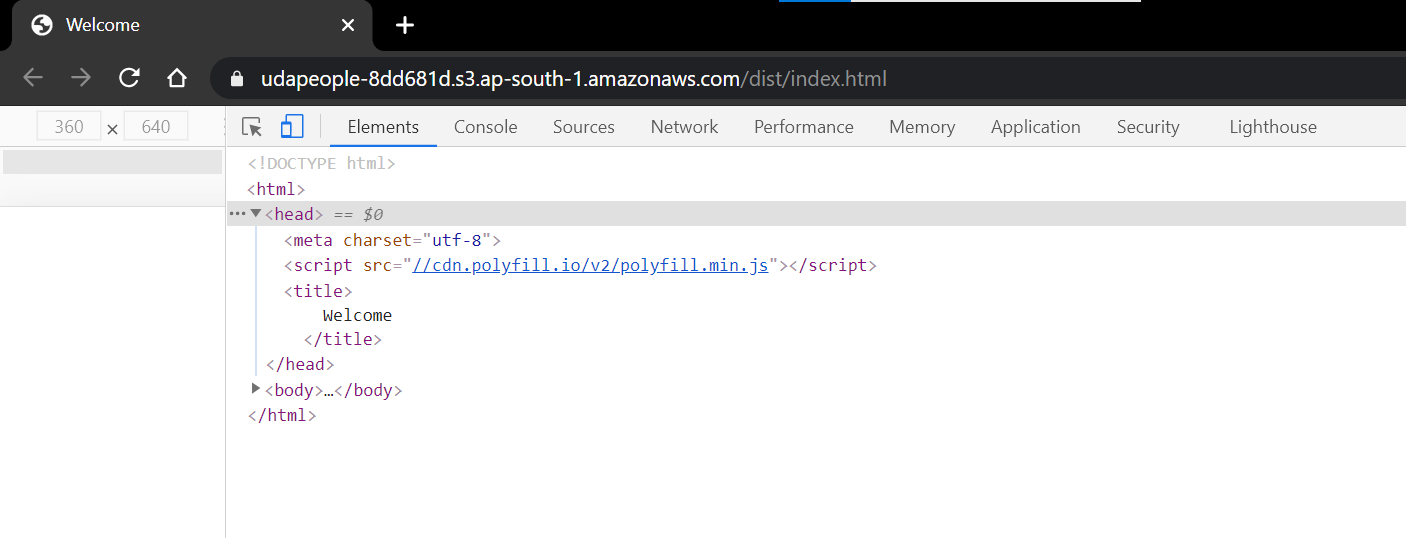 Welcome
udapeople-8dd681d.s3.ap-south-1.amazonaws.com/dist/index.html
360 × 640
Elements Console Sources Network Performance Memory Application Security Lighthouse
<!DOCTYPE html>
<html>
<head> == $0
<meta charset="utf-8">
<script src="//cdn.polyfill.io/v2/polyfill.min.js"></script>
<title>
Welcome
</title>
</head>
<body>…</body>
</html>